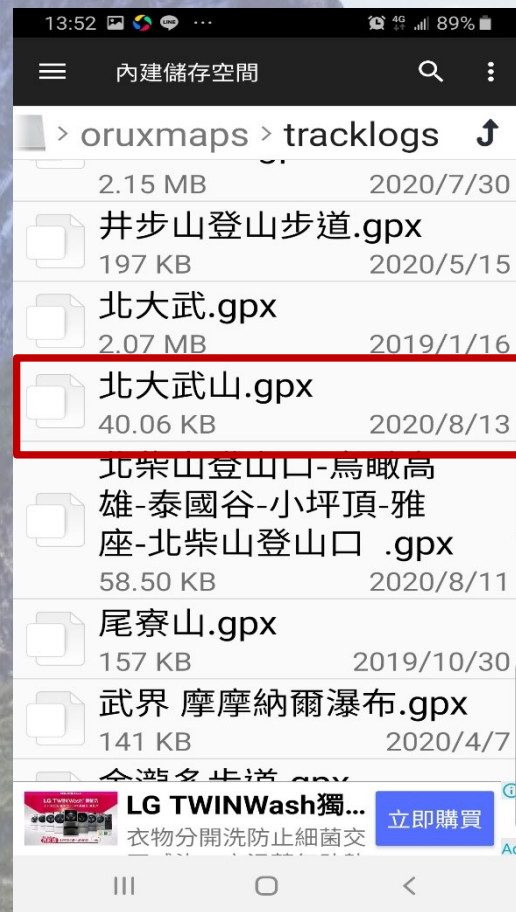 13:52 LINE ... 4G 89%
內建儲存空間
> oruxmaps > tracklogs
2.15 MB 2020/7/30
井步山登山步道.gpx
197 KB 2020/5/15
北大武.gpx
2.07 MB 2019/1/16
北大武山.gpx
40.06 KB 2020/8/13
北柴山登山口-鳥瞰高
雄-泰國谷-小坪頂-雅
座-北柴山登山口 .gpx
58.50 KB 2020/8/11
尾寮山.gpx
157 KB 2019/10/30
武界 摩摩納爾瀑布.gpx
141 KB 2020/4/7
LG TWINWash
LG TWINWash獨...
衣物分開洗防止細菌交
立即購買